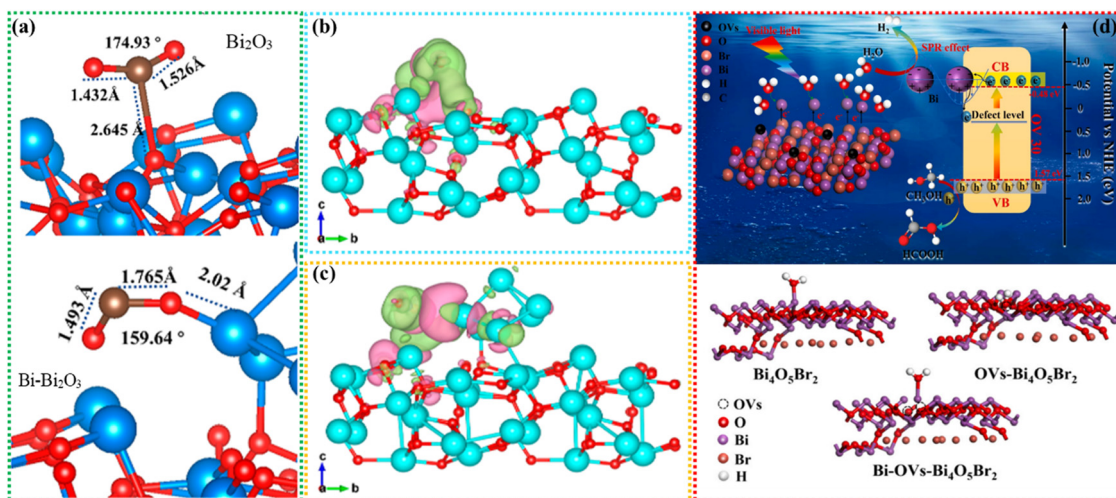 (a)
174.93 °
Bi₂O₃
1.432Å
1.526Å
2.645 Å
1.765Å
2.02 Å
1.493 Å
159.64 °
Bi-Bi₂O₃
(b)
c
a
b
(c)
c
a
b
(d)
OVs
O
Br
Bi
H
C
Visible light
H₂
H₂O
SPR effect
Bi
CB
Defect level
OV-30
VB
h⁺ h⁺ h⁺ h⁺ h⁺
CH₃OH
HCOOH
-1.0
-0.5
0
0.5
1.0
1.5
2.0
Potential vs NHE (eV)
Bi₄O₅Br₂
OVs-Bi₄O₅Br₂
OVs
O
Bi
Br
H
Bi-OVs-Bi₄O₅Br₂